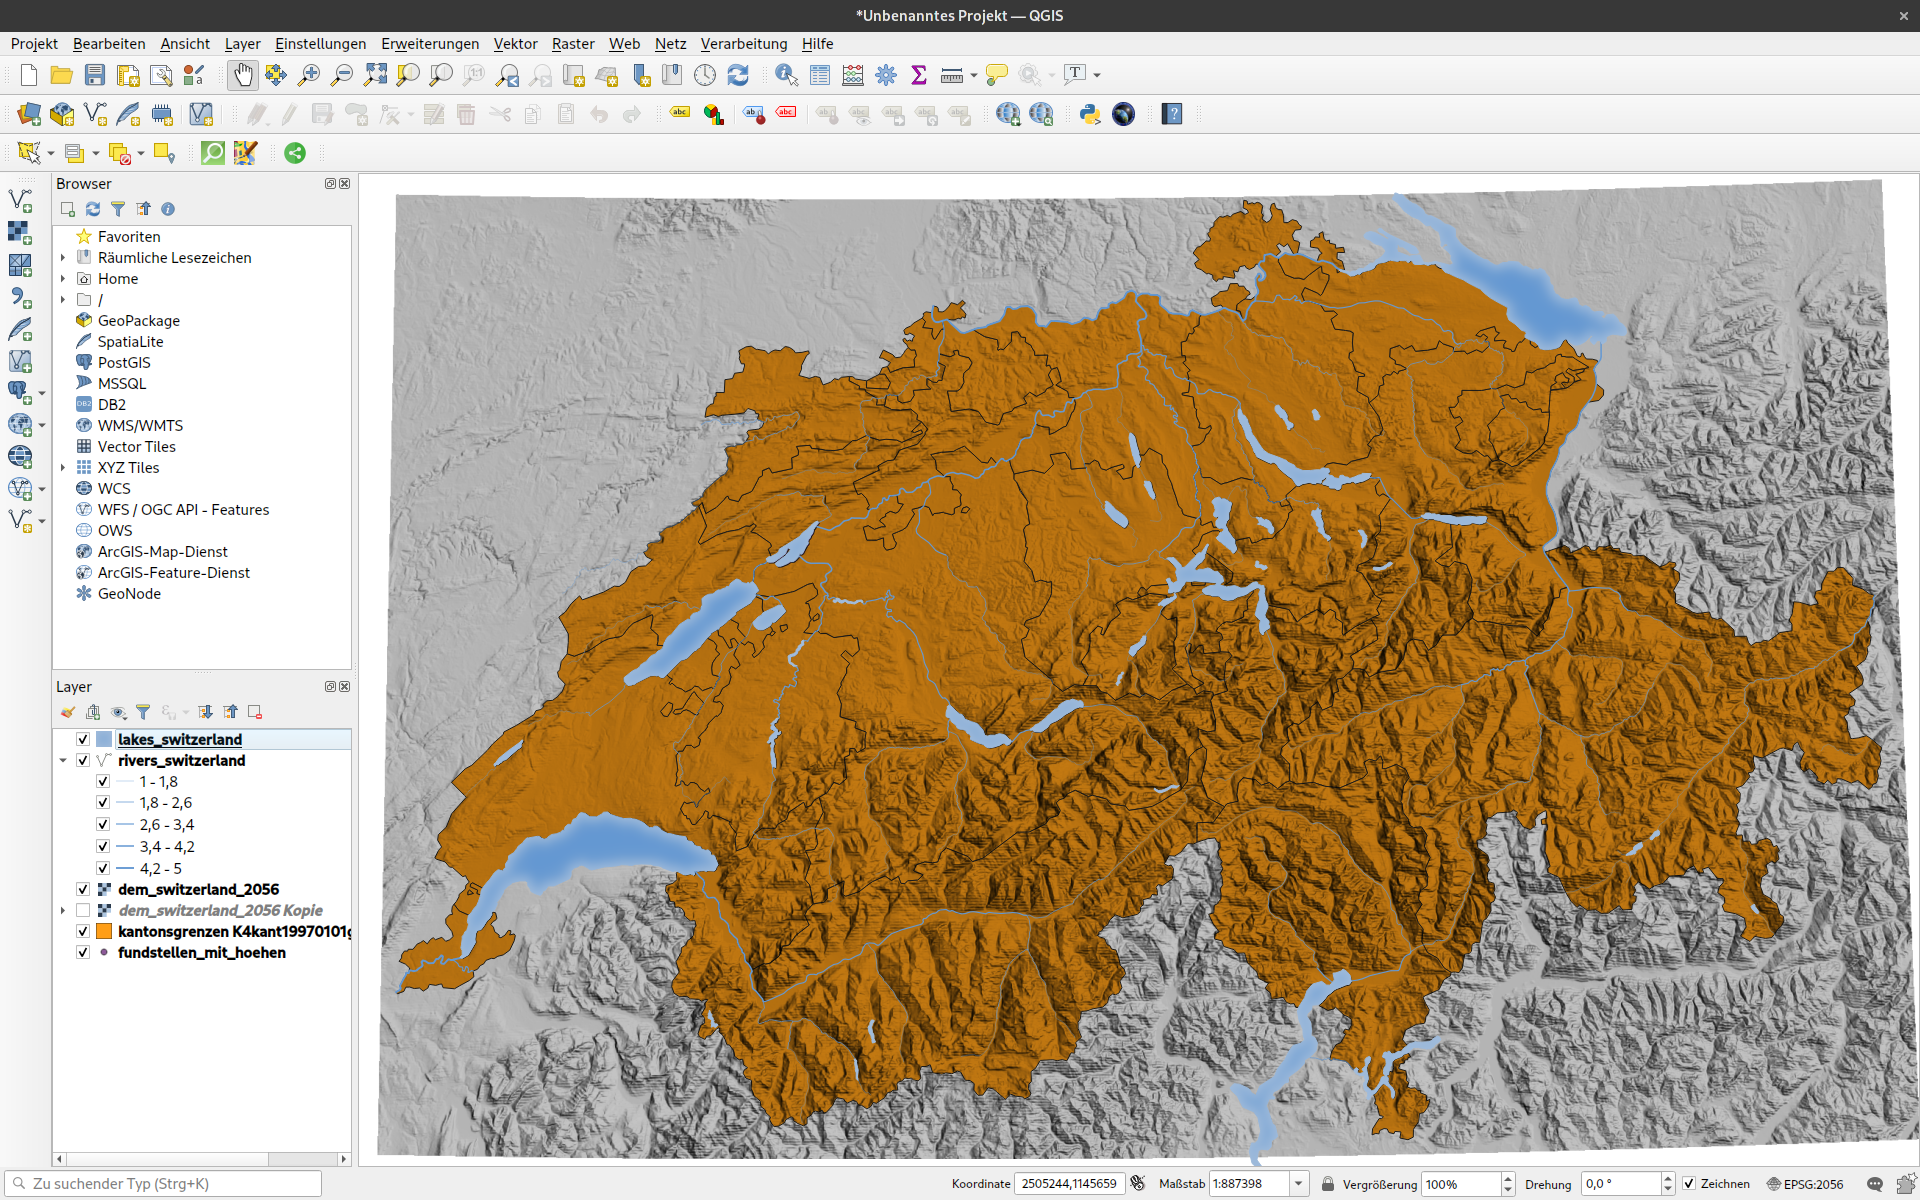 *Unbenanntes Projekt — QGIS
Projekt Bearbeiten Ansicht Layer Einstellungen Erweiterungen Vektor Raster Web Netz Verarbeitung Hilfe
Browser
Favoriten
Räumliche Lesezeichen
Home
/
GeoPackage
SpatiaLite
PostGIS
MSSQL
DB2
WMS/WMTS
Vector Tiles
XYZ Tiles
WCS
WFS / OGC API - Features
OWS
ArcGIS-Map-Dienst
ArcGIS-Feature-Dienst
GeoNode
Layer
lakes_switzerland
rivers_switzerland
1 - 1,8
1,8 - 2,6
2,6 - 3,4
3,4 - 4,2
4,2 - 5
dem_switzerland_2056
dem_switzerland_2056 Kopie
kantonsgrenzen K4kant19970101g
fundstellen_mit_hoehen
Zu suchender Typ (Strg+K) Koordinate 2505244,1145659 Maßstab 1:887398 Vergrößerung 100% Drehung 0,0 ° Zeichnen EPSG:2056